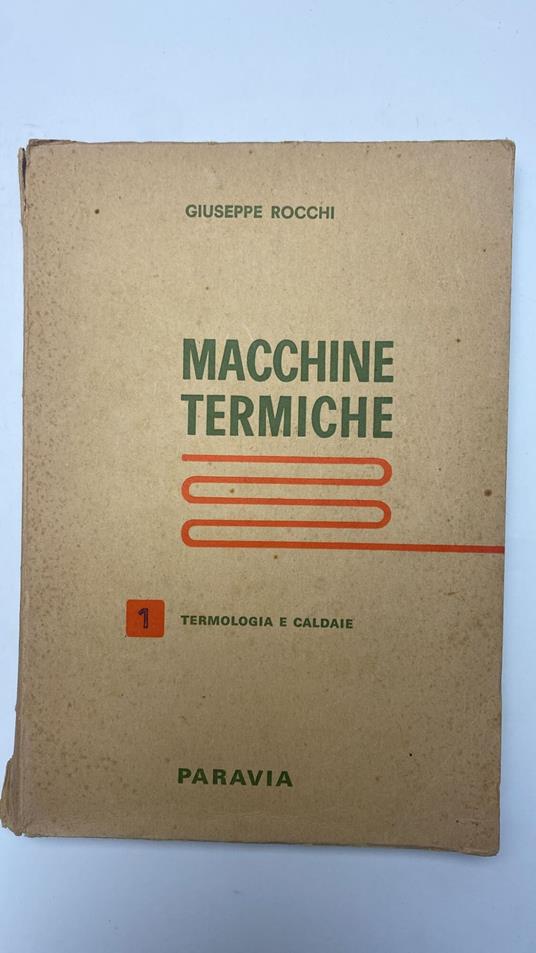 GIUSEPPE ROCCHI
MACCHINE
TERMICHE
1 TERMOLOGIA E CALDAIE
PARAVIA